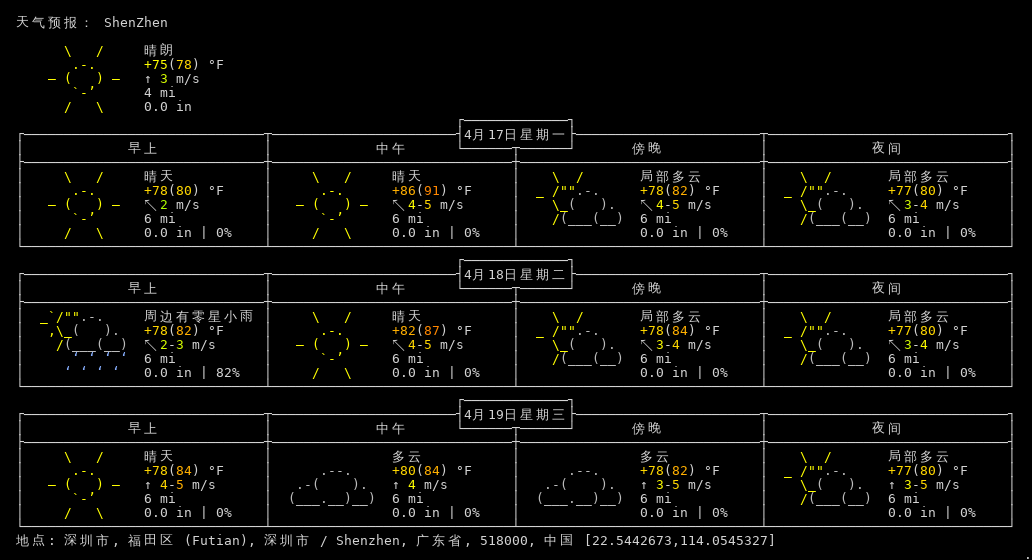 天气预报： ShenZhen
晴朗
+75(78) °F
↑ 3 m/s
4 mi
0.0 in
4月17日星期一
早上 中午 傍晚 夜间
晴天 晴天 局部多云 局部多云
+78(80) °F +86(91) °F +78(82) °F +77(80) °F
↖ 2 m/s ↖ 4-5 m/s ↖ 4-5 m/s ↖ 3-4 m/s
6 mi 6 mi 6 mi 6 mi
0.0 in | 0% 0.0 in | 0% 0.0 in | 0% 0.0 in | 0%
4月18日星期二
早上 中午 傍晚 夜间
周边有零星小雨 晴天 局部多云 局部多云
+78(82) °F +82(87) °F +78(84) °F +77(80) °F
↖ 2-3 m/s ↖ 4-5 m/s ↖ 3-4 m/s ↖ 3-4 m/s
6 mi 6 mi 6 mi 6 mi
0.0 in | 82% 0.0 in | 0% 0.0 in | 0% 0.0 in | 0%
4月19日星期三
早上 中午 傍晚 夜间
晴天 多云 多云 局部多云
+78(84) °F +80(84) °F +78(82) °F +77(80) °F
↑ 4-5 m/s ↑ 4 m/s ↑ 3-5 m/s ↑ 3-5 m/s
6 mi 6 mi 6 mi 6 mi
0.0 in | 0% 0.0 in | 0% 0.0 in | 0% 0.0 in | 0%
地点: 深圳市, 福田区 (Futian), 深圳市 / Shenzhen, 广东省, 518000, 中国 [22.5442673,114.0545327]